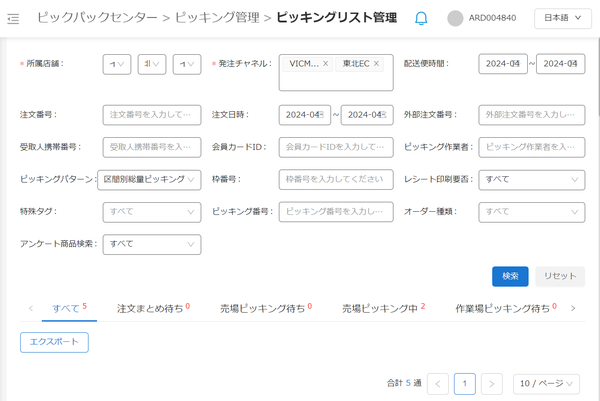 ピックパックセンター > ピッキング管理 > ピッキングリスト管理 ARD004840 日本語
* 所属店舗： * 発注チャネル： VICM... × 東北EC × 配送便時間： 2024-04 ~ 2024-04
注文番号： 注文番号を入力して… 注文日時： 2024-04 ~ 2024-04 外部注文番号： 外部注文番号を入力し…
受取人携帯番号： 受取人携帯番号を入… 会員カードID： 会員カードIDを入力して… ピッキング作業者： ピッキング作業者を入…
ピッキングパターン： 区間別総量ピッキング 枠番号： 枠番号を入力してください レシート印刷要否： すべて
特殊タグ： すべて ピッキング番号： ピッキング番号を入力し… オーダー種類： すべて
アンケート商品検索： すべて
検索 リセット
すべて 5 注文まとめ待ち 0 売場ピッキング待ち 0 売場ピッキング中 2 作業場ピッキング待ち 0
エクスポート
合計 5 通 < 1 > 10 / ページ